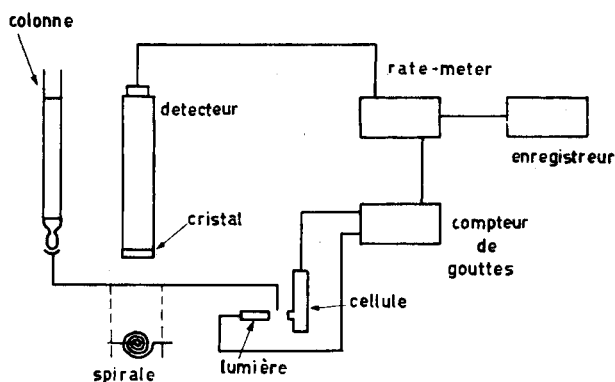 colonne
rate-meter
detecteur
enregistreur
cristal
compteur
de
gouttes
cellule
lumière
spirale